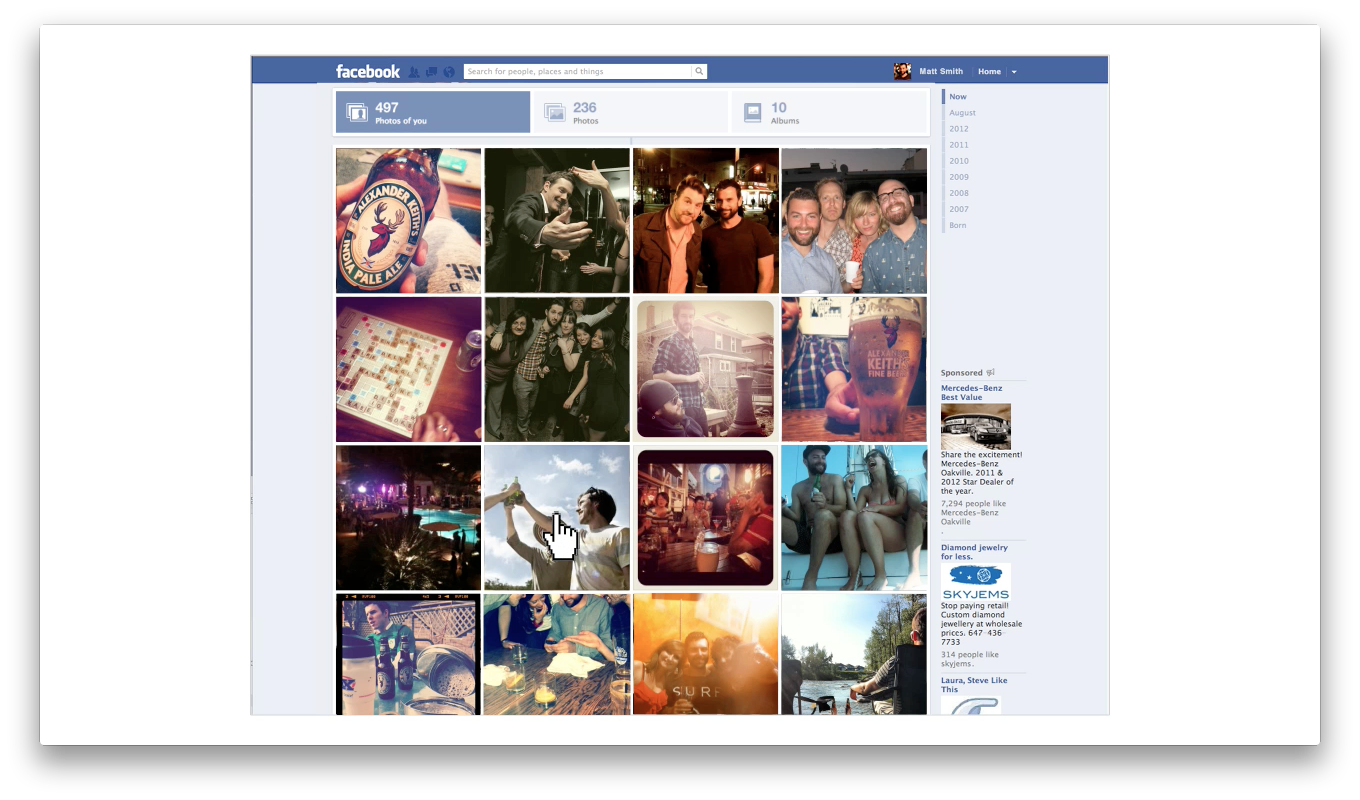 facebook
Search for people, places and things
Matt Smith
Home
497
Photos of you
236
Photos
10
Albums
Now
August
2012
2011
2010
2009
2008
2007
Born
ALEXANDER KEITH'S
INDIA PALE ALE
ALEXANDER
KEITH'S
FINE BEER
SURF
Sponsored
Mercedes-Benz
Best Value
Share the excitement!
Mercedes-Benz
Oakville. 2011 &
2012 Star Dealer of
the year.
7,294 people like
Mercedes-Benz
Oakville
.
Diamond jewelry
for less.
SKYJEMS
Stop paying retail!
Custom diamond
jewellery at wholesale
prices. 647-436-
7733
314 people like
skyjems.
Laura, Steve Like
This